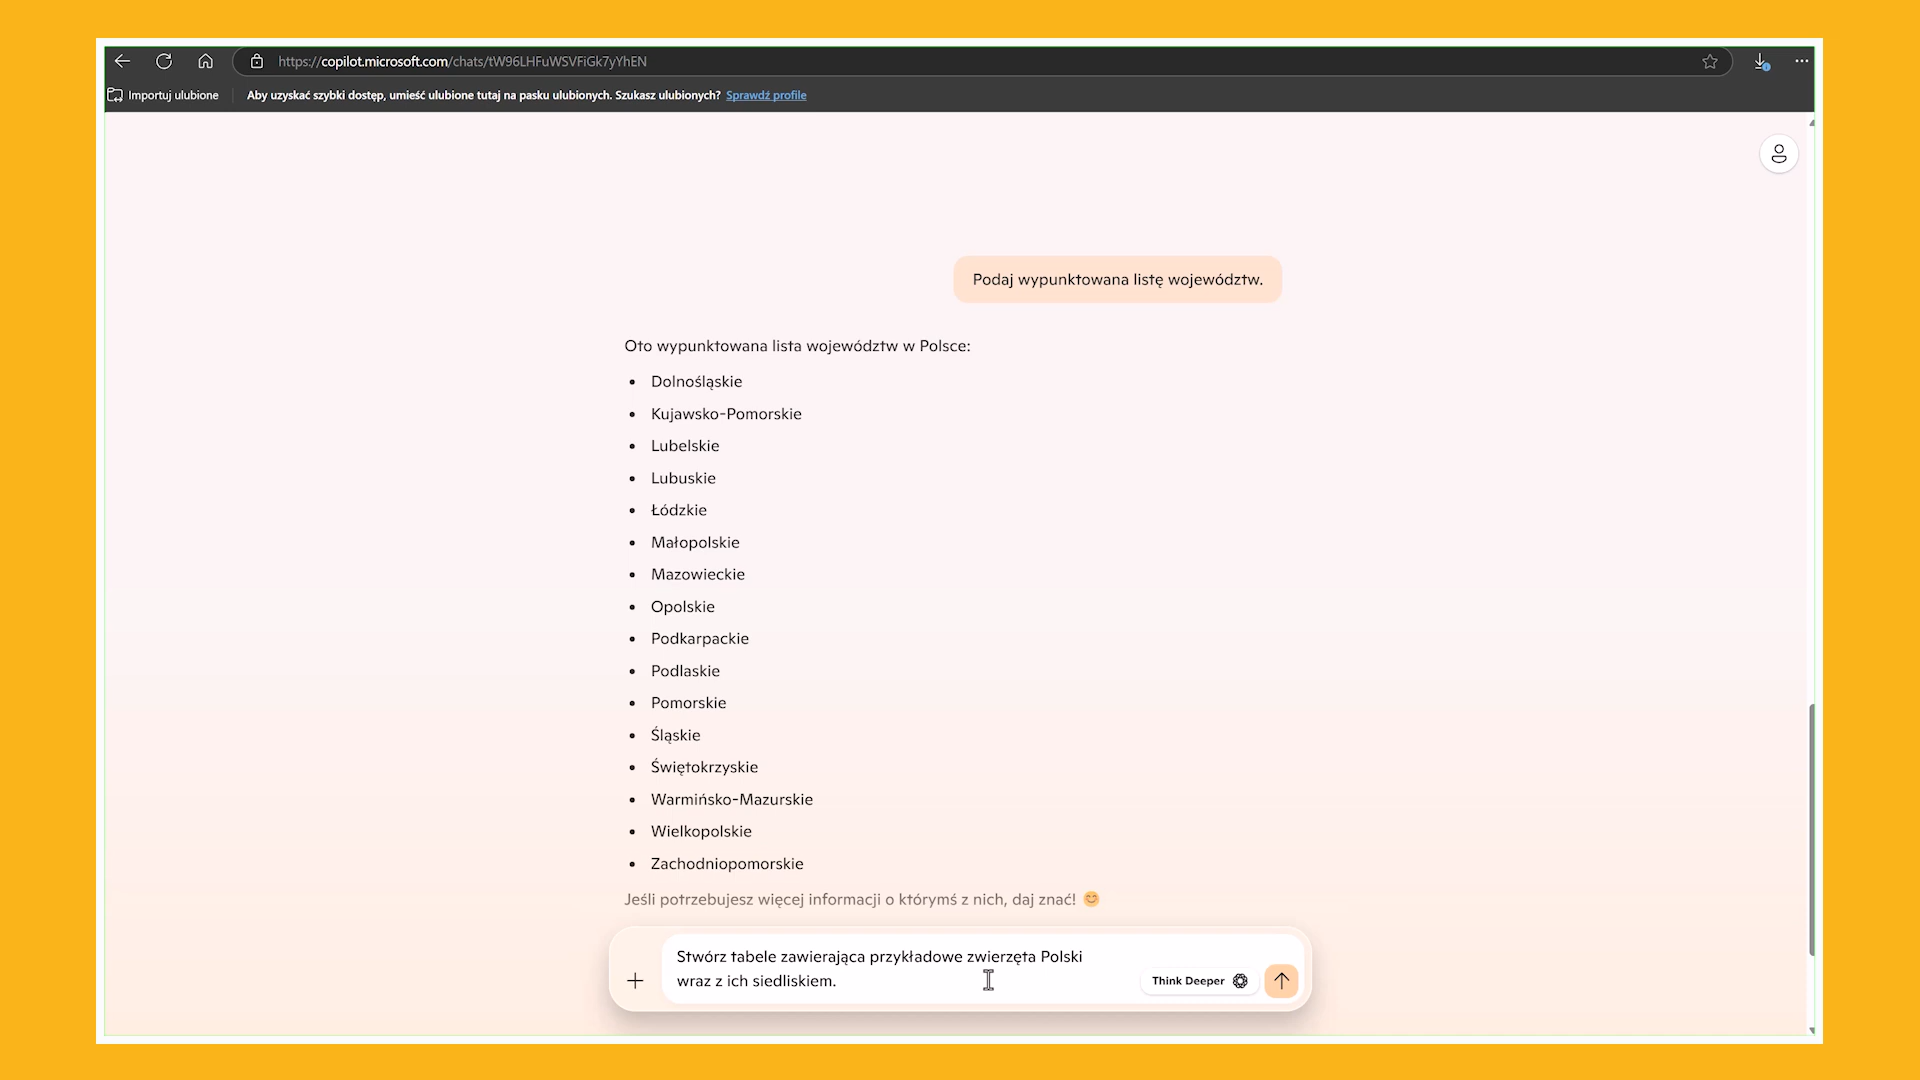 https://copilot.microsoft.com/chats/tW96LHFuWSVFiGk7yYhEN
Importuj ulubione
Aby uzyskać szybki dostęp, umieść ulubione tutaj na pasku ulubionych. Szukasz ulubionych? Sprawdź profile
Podaj wypunktowana listę województw.
Oto wypunktowana lista województw w Polsce:
• Dolnośląskie
• Kujawsko-Pomorskie
• Lubelskie
• Lubuskie
• Łódzkie
• Małopolskie
• Mazowieckie
• Opolskie
• Podkarpackie
• Podlaskie
• Pomorskie
• Śląskie
• Świętokrzyskie
• Warmińsko-Mazurskie
• Wielkopolskie
• Zachodniopomorskie
Jeśli potrzebujesz więcej informacji o którymś z nich, daj znać! 😊
Stwórz tabele zawierająca przykładowe zwierzęta Polski
wraz z ich siedliskiem.
Think Deeper